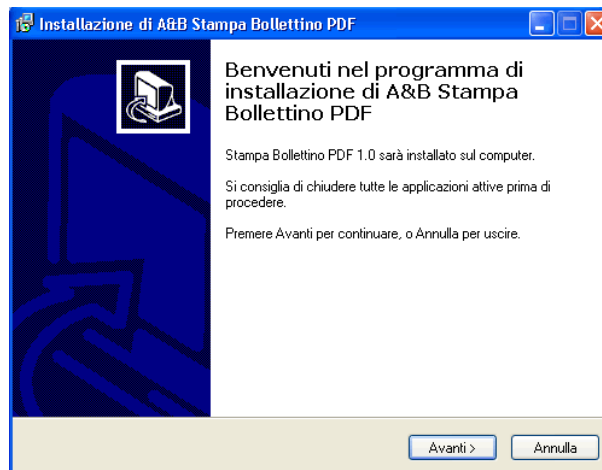 Installazione di A&B Stampa Bollettino PDF
Benvenuti nel programma di
installazione di A&B Stampa
Bollettino PDF
Stampa Bollettino PDF 1.0 sarà installato sul computer.
Si consiglia di chiudere tutte le applicazioni attive prima di
procedere.
Premere Avanti per continuare, o Annulla per uscire.
Avanti >
Annulla